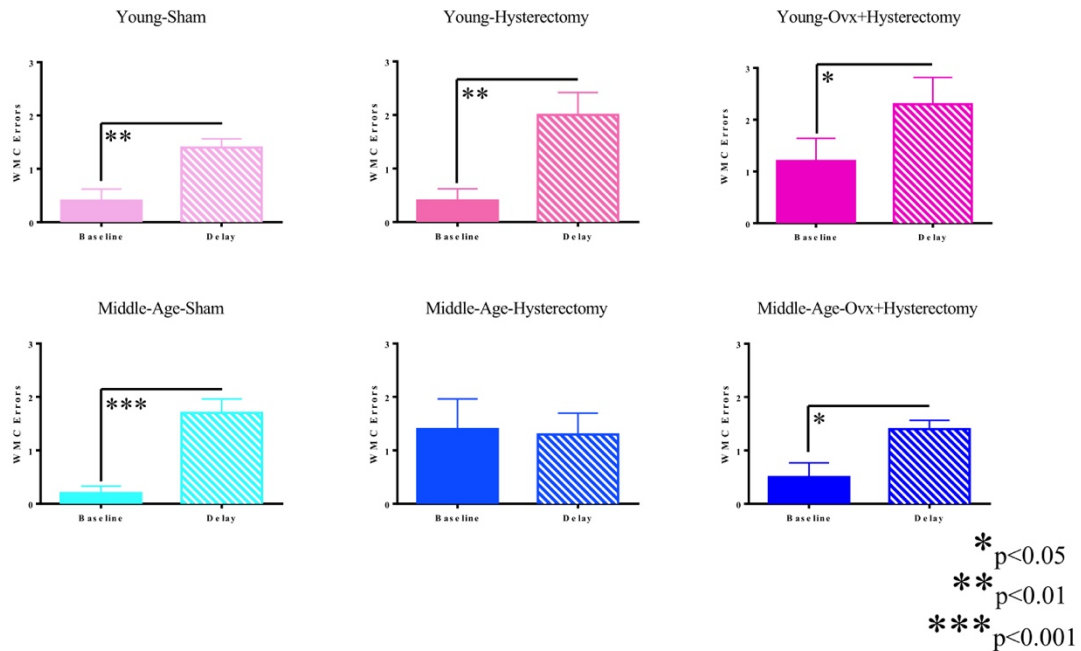 Young-Sham
3
2
1
0
WMC Errors
**
Baseline
Delay
Young-Hysterectomy
3
2
1
0
WMC Errors
**
Baseline
Delay
Young-Ovx+Hysterectomy
3
2
1
0
WMC Errors
*
Baseline
Delay
Middle-Age-Sham
3
2
1
0
WMC Errors
***
Baseline
Delay
Middle-Age-Hysterectomy
3
2
1
0
WMC Errors
Baseline
Delay
Middle-Age-Ovx+Hysterectomy
3
2
1
0
WMC Errors
*
Baseline
Delay
*p<0.05
**p<0.01
***p<0.001